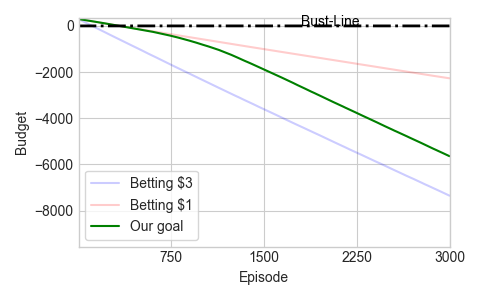 Bust-Line
0
−2000
−4000
−6000
−8000
Budget
Betting $3
Betting $1
Our goal
750
1500
2250
3000
Episode